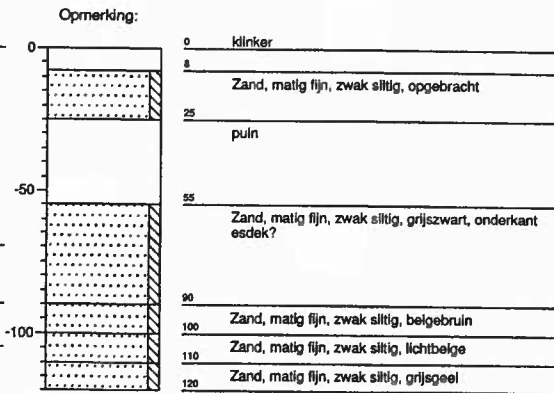 Opmerking:
0
-50
-100
0 klinker
8
Zand, matig fijn, zwak siltig, opgebracht
25
puin
55
Zand, matig fijn, zwak siltig, grijszwart, onderkant
esdek?
90
Zand, matig fijn, zwak siltig, beigebruin
100
Zand, matig fijn, zwak siltig, lichtbeige
110
Zand, matig fijn, zwak siltig, grijsgeel
120